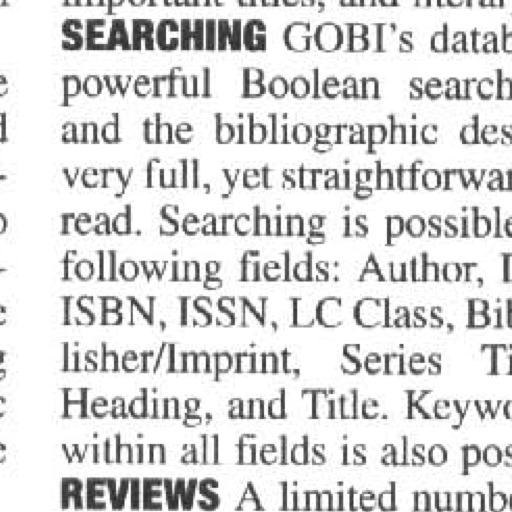 important titles, and
SEARCHING GOBI's datab
powerful Boolean search
and the bibliographic des
very full, yet straightforwar
read. Searching is possible
following fields: Author,
ISBN, ISSN, LC Class, Bib
lisher/Imprint, Series Ti
Heading, and Title. Keywo
within all fields is also pos
REVIEWS A limited numbe